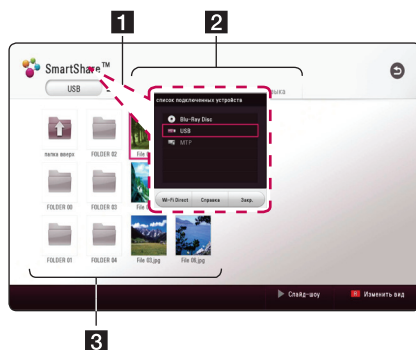 1
2
SmartShare™
USB
список подключенных устройств
Blu-Ray Disc
USB
MTP
Wi-Fi Direct Справка Закр.
папка вверх FOLDER 02
FOLDER 00 FOLDER 03
FOLDER 01 FOLDER 04 File 03.jpg File 06.jpg
Слайд-шоу Изменить вид
3